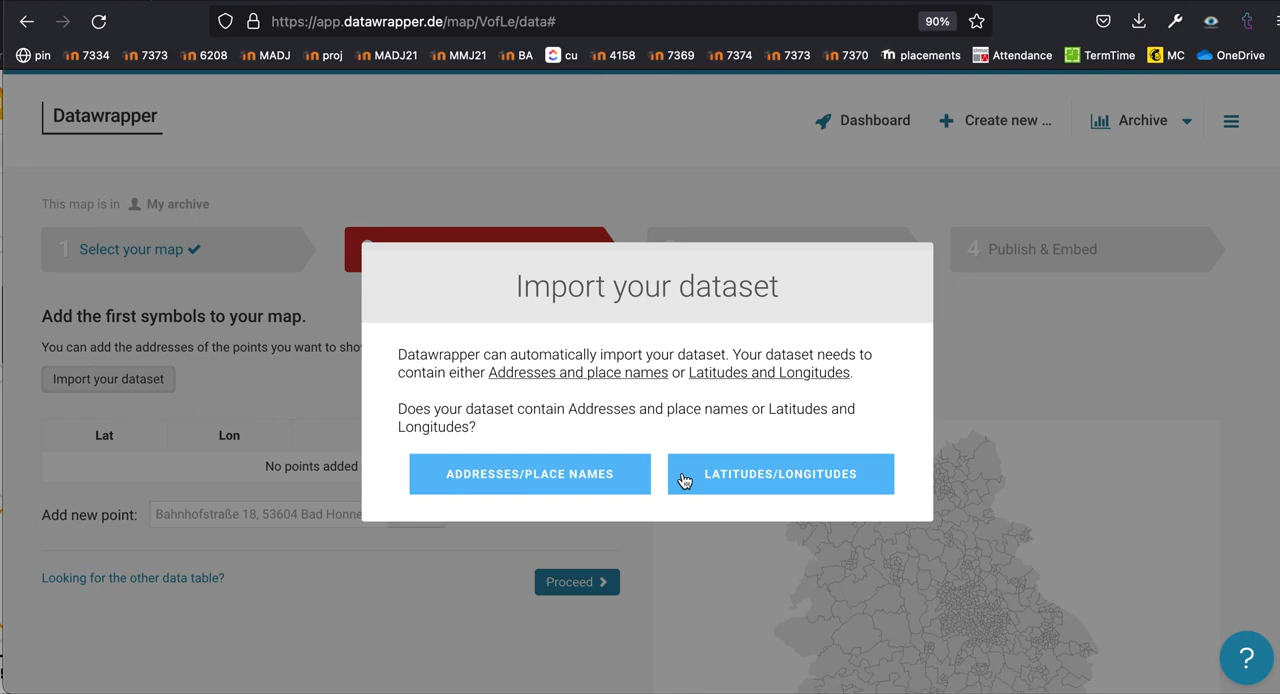 https://app.datawrapper.de/map/VofLe/data#
90%
pin
7334
7373
6208
MADJ
proj
MADJ21
MMJ21
BA
cu
4158
7369
7374
7373
7370
placements
Attendance
TermTime
MC
OneDrive
Datawrapper
Dashboard
Create new ...
Archive
This map is in My archive
1 Select your map
4 Publish & Embed
Import your dataset
Add the first symbols to your map.
You can add the addresses of the points you want to sho
Import your dataset
Datawrapper can automatically import your dataset. Your dataset needs to
contain either Addresses and place names or Latitudes and Longitudes.
Does your dataset contain Addresses and place names or Latitudes and
Longitudes?
ADDRESSES/PLACE NAMES
LATITUDES/LONGITUDES
Lat
Lon
No points added
Add new point:
Bahnhofstraße 18, 53604 Bad Honne
Looking for the other data table?
Proceed
?